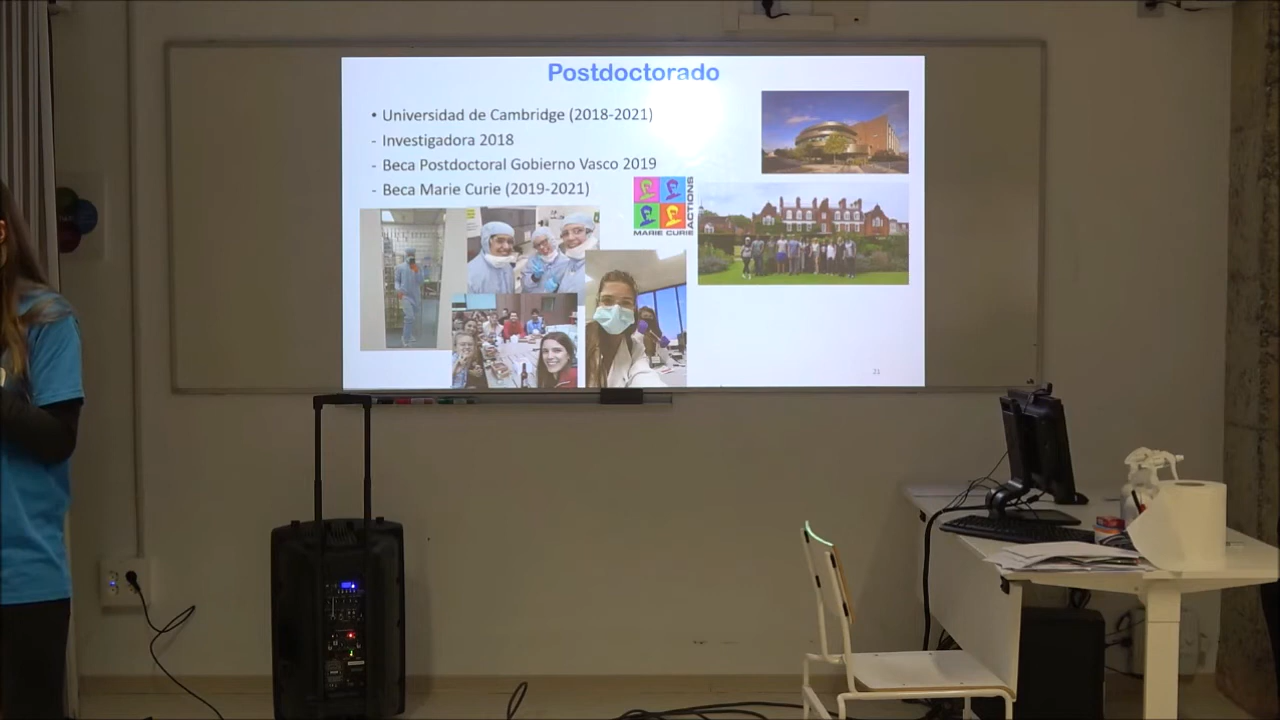 Postdoctorado
• Universidad de Cambridge (2018-2021)
- Investigadora 2018
- Beca Postdoctoral Gobierno Vasco 2019
- Beca Marie Curie (2019-2021)
MARIE CURIE ACTIONS
21